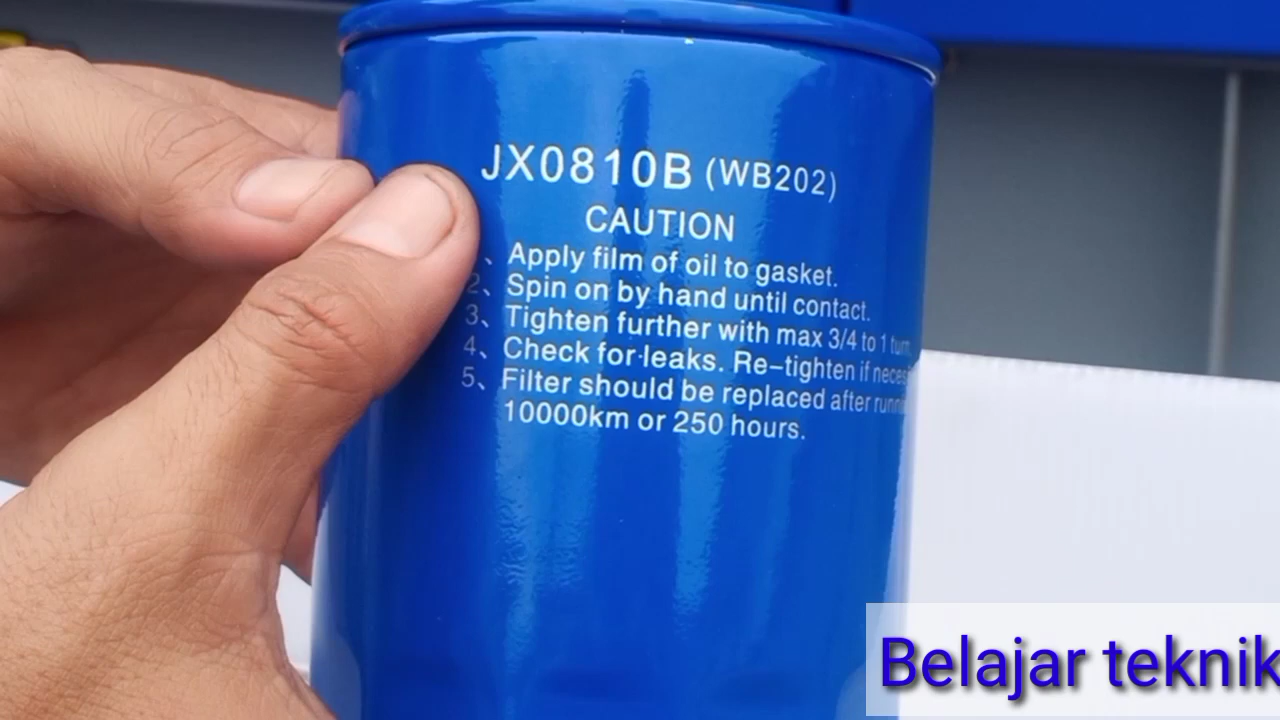 JX0810B (WB202)
CAUTION
、Apply film of oil to gasket.
2、Spin on by hand until contact.
3、Tighten further with max 3/4 to 1 turn
4、Check for leaks. Re-tighten if
5、Filter should be replaced after
10000km or 250 hours.
Belajar teknik